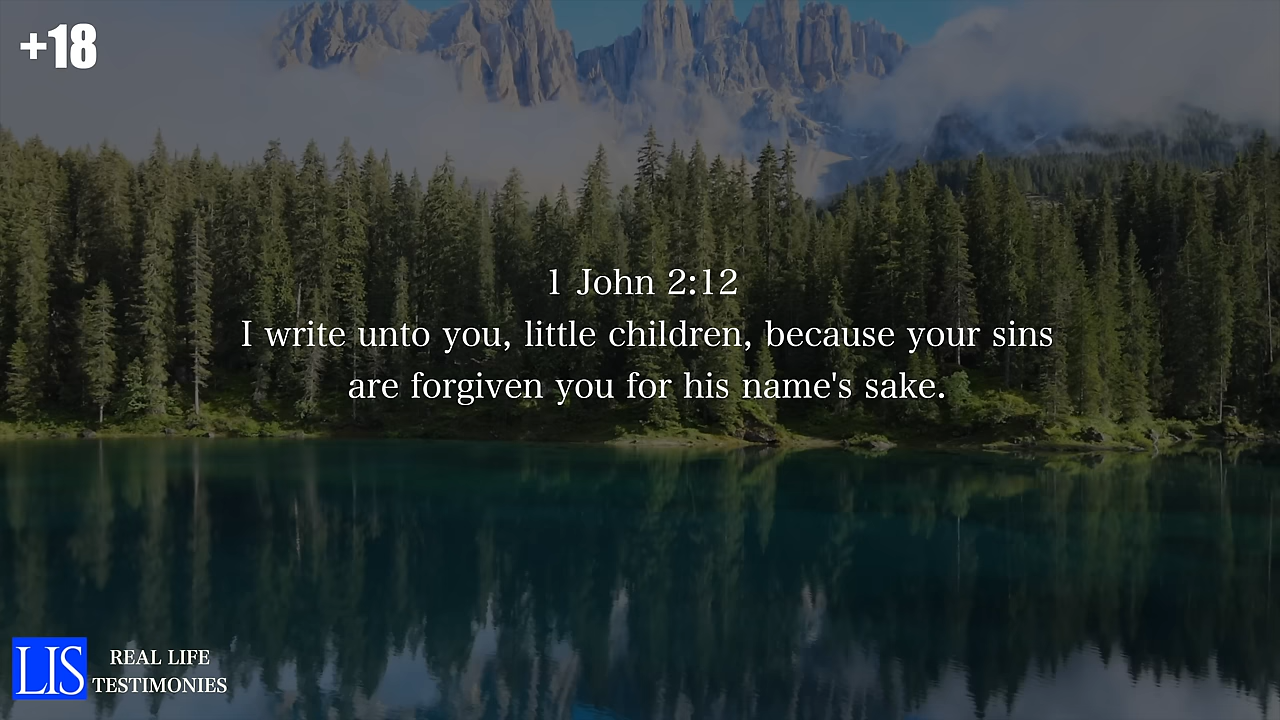 +18
1 John 2:12
I write unto you, little children, because your sins
are forgiven you for his name's sake.
LIS
REAL LIFE
TESTIMONIES